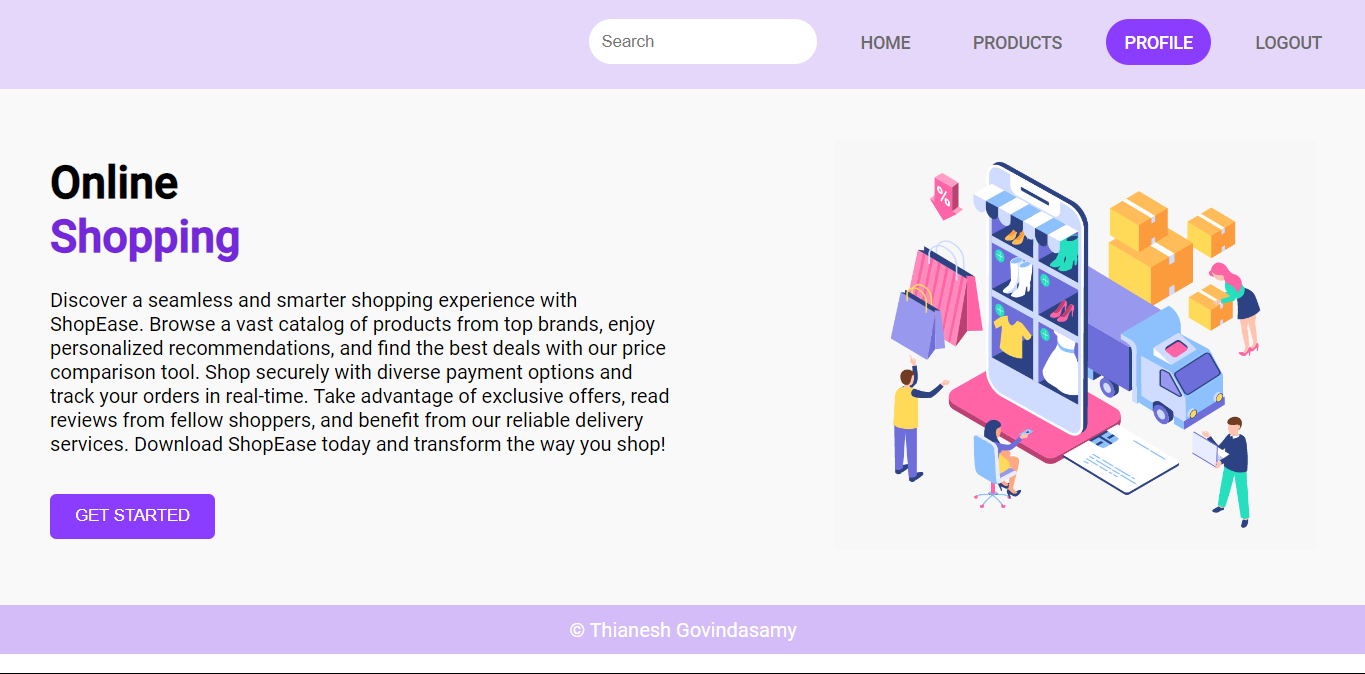 Search
HOME
PRODUCTS
PROFILE
LOGOUT
Online
Shopping
Discover a seamless and smarter shopping experience with
ShopEase. Browse a vast catalog of products from top brands, enjoy
personalized recommendations, and find the best deals with our price
comparison tool. Shop securely with diverse payment options and
track your orders in real-time. Take advantage of exclusive offers, read
reviews from fellow shoppers, and benefit from our reliable delivery
services. Download ShopEase today and transform the way you shop!
%
GET STARTED
© Thianesh Govindasamy